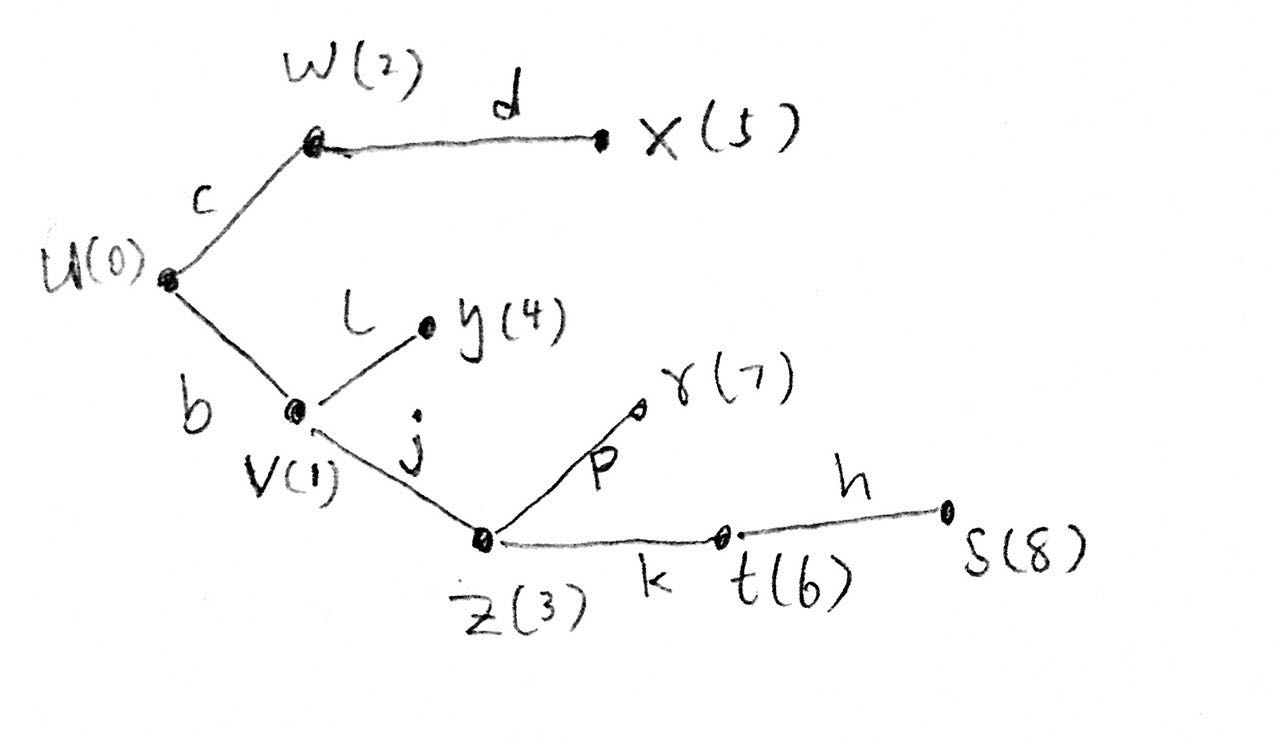 W(2)
d
X(5)
c
U(0)
l
y(4)
r(7)
b
j
V(1)
p
h
S(8)
k
t(6)
Z(3)